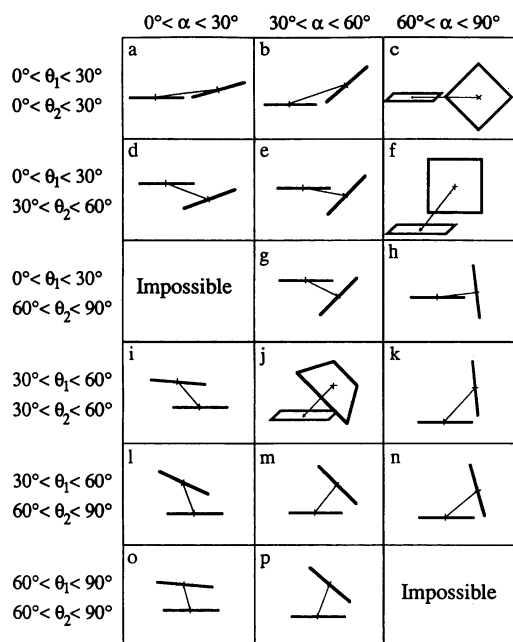 0°< α < 30° 30°< α < 60° 60°< α < 90°
a b c
0°< θ₁ < 30°
0°< θ₂ < 30°
d e f
0°< θ₁ < 30°
30°< θ₂ < 60°
g h
0°< θ₁ < 30°
Impossible
60°< θ₂ < 90°
i j k
30°< θ₁ < 60°
30°< θ₂ < 60°
l m n
30°< θ₁ < 60°
60°< θ₂ < 90°
o p
60°< θ₁ < 90°
Impossible
60°< θ₂ < 90°